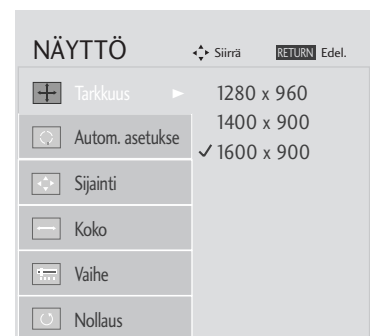 NÄYTTÖ
Siirrä RETURN Edel.
Tarkkuus
1280 x 960
1400 x 900
✓ 1600 x 900
Autom. asetukse
Sijainti
Koko
Vaihe
Nollaus